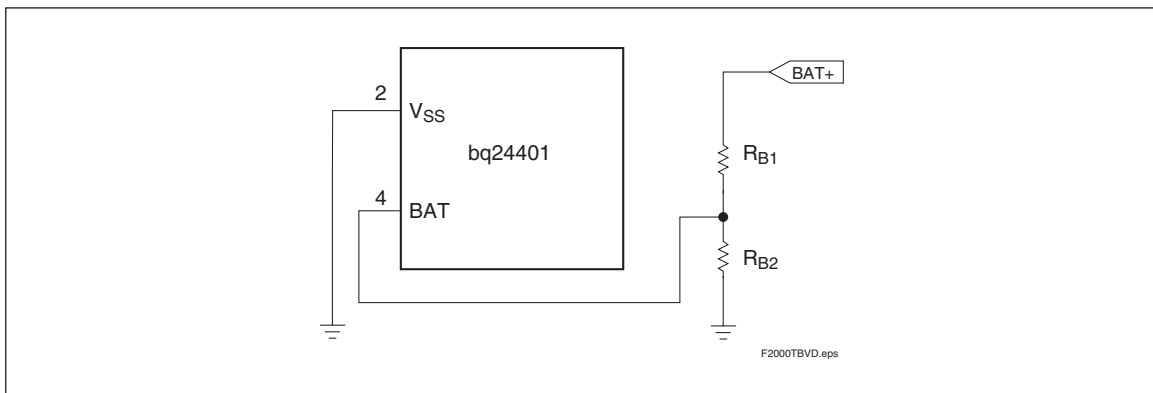 BAT+
2
VSS
bq24401
RB1
4
BAT
RB2
F2000TBVD.eps